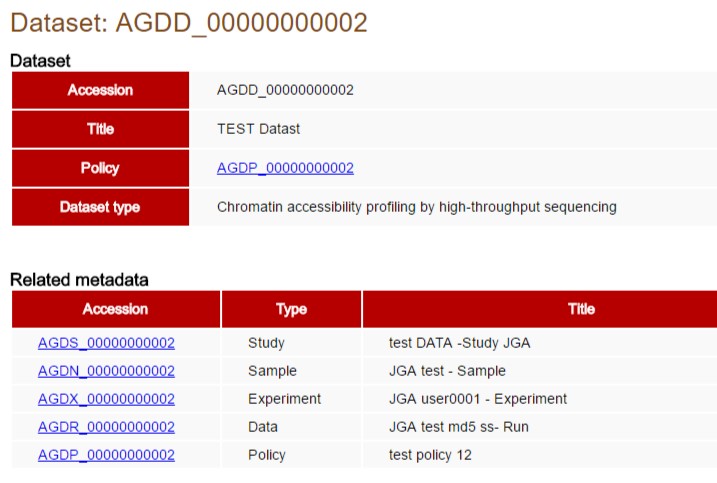 Dataset: AGDD_00000000002
Dataset
Accession AGDD_00000000002
Title TEST Datast
Policy AGDP_00000000002
Dataset type Chromatin accessibility profiling by high-throughput sequencing
Related metadata
Accession Type Title
AGDS_00000000002 Study test DATA -Study JGA
AGDN_00000000002 Sample JGA test - Sample
AGDX_00000000002 Experiment JGA user0001 - Experiment
AGDR_00000000002 Data JGA test md5 ss- Run
AGDP_00000000002 Policy test policy 12